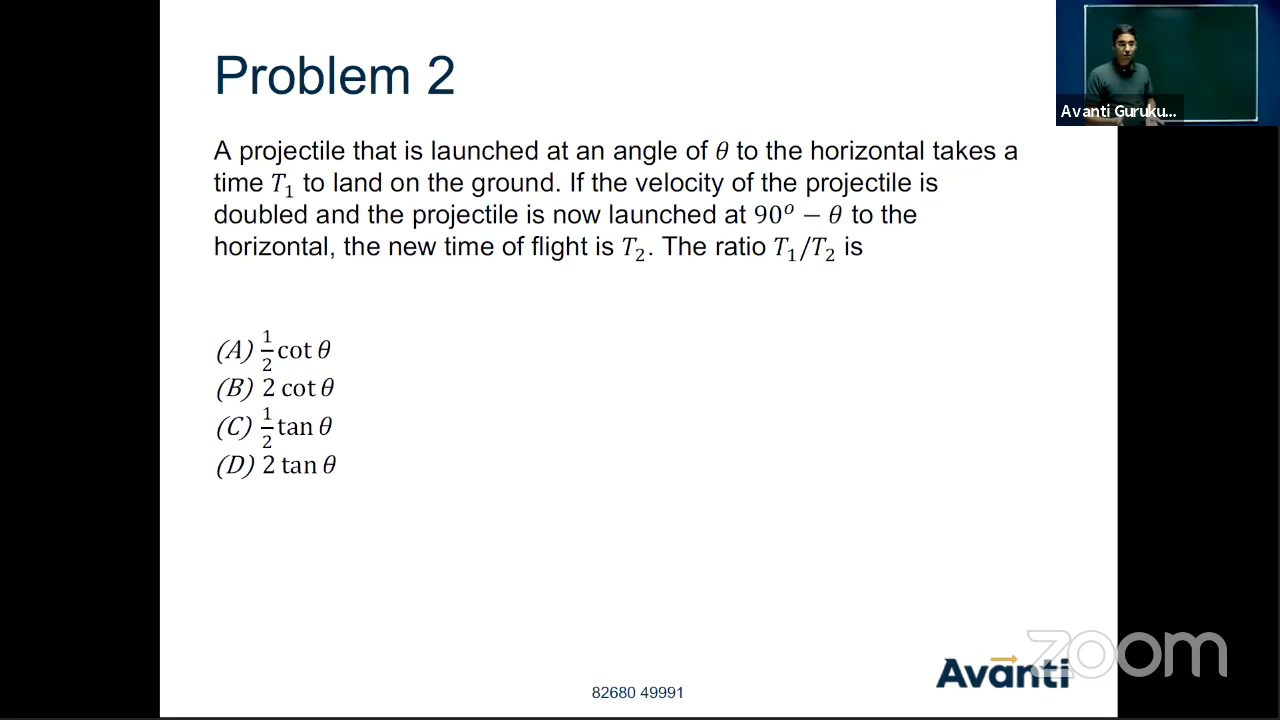 Problem 2
Avanti Guruku...
A projectile that is launched at an angle of θ to the horizontal takes a
time T₁ to land on the ground. If the velocity of the projectile is
doubled and the projectile is now launched at 90ᵒ − θ to the
horizontal, the new time of flight is T₂. The ratio T₁/T₂ is
(A) 1/2 cot θ
(B) 2 cot θ
(C) 1/2 tan θ
(D) 2 tan θ
82680 49991
Avanti
zoom